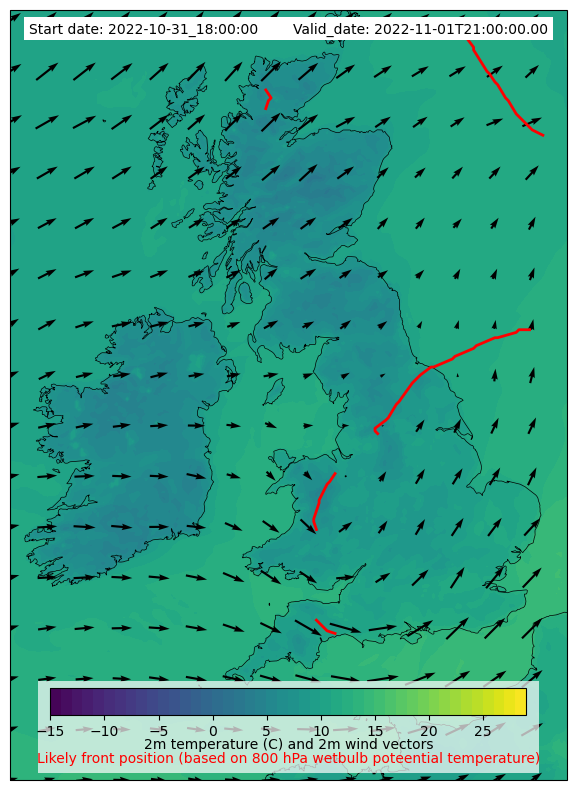 Start date: 2022-10-31_18:00:00 Valid_date: 2022-11-01T21:00:00.00
−15 −10 −5 0 5 10 15 20 25
2m temperature (C) and 2m wind vectors
Likely front position (based on 800 hPa wetbulb poteential temperature)